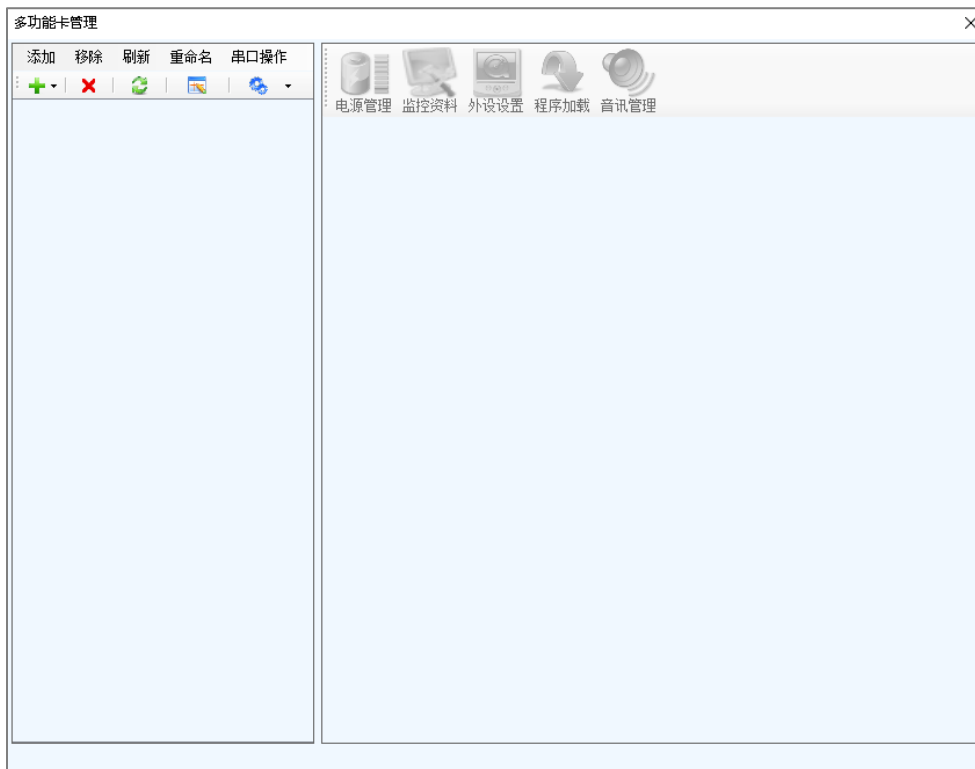 多功能卡管理
添加 移除 刷新 重命名 串口操作
电源管理 监控资料 外设设置 程序加载 音讯管理